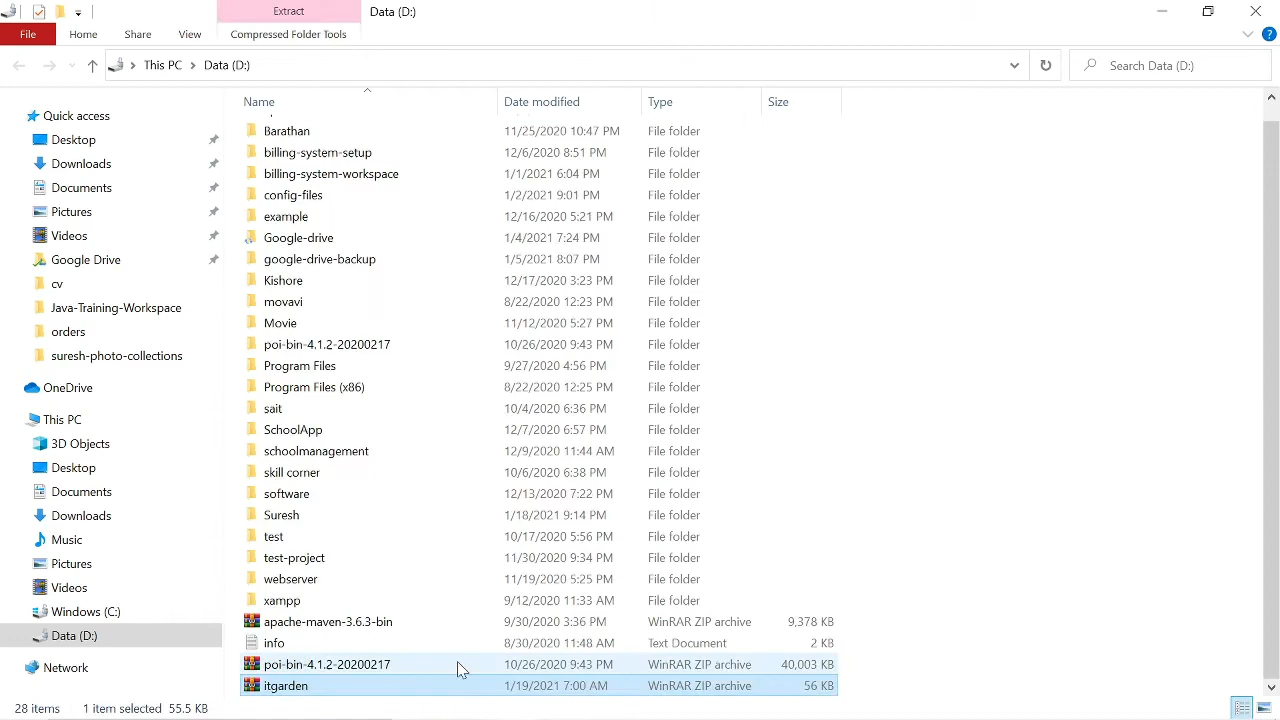 Extract
Data (D:)
File
Home
Share
View
Compressed Folder Tools
?
This PC
Data (D:)
Search Data (D:)
Name
Date modified
Type
Size
Quick access
Desktop
Downloads
Documents
Pictures
Videos
Google Drive
cv
Java-Training-Workspace
orders
suresh-photo-collections
OneDrive
This PC
3D Objects
Desktop
Documents
Downloads
Music
Pictures
Videos
Windows (C:)
Data (D:)
Network
Barathan 11/25/2020 10:47 PM File folder
billing-system-setup 12/6/2020 8:51 PM File folder
billing-system-workspace 1/1/2021 6:04 PM File folder
config-files 1/2/2021 9:01 PM File folder
example 12/16/2020 5:21 PM File folder
Google-drive 1/4/2021 7:24 PM File folder
google-drive-backup 1/5/2021 8:07 PM File folder
Kishore 12/17/2020 3:23 PM File folder
movavi 8/22/2020 12:23 PM File folder
Movie 11/12/2020 5:27 PM File folder
poi-bin-4.1.2-20200217 10/26/2020 9:43 PM File folder
Program Files 9/27/2020 4:56 PM File folder
Program Files (x86) 8/22/2020 12:25 PM File folder
sait 10/4/2020 6:36 PM File folder
SchoolApp 12/7/2020 6:57 PM File folder
schoolmanagement 12/9/2020 11:44 AM File folder
skill corner 10/6/2020 6:38 PM File folder
software 12/13/2020 7:22 PM File folder
Suresh 1/18/2021 9:14 PM File folder
test 10/17/2020 5:56 PM File folder
test-project 11/30/2020 9:34 PM File folder
webserver 11/19/2020 5:25 PM File folder
xampp 9/12/2020 11:33 AM File folder
apache-maven-3.6.3-bin 9/30/2020 3:36 PM WinRAR ZIP archive 9,378 KB
info 8/30/2020 11:48 AM Text Document 2 KB
poi-bin-4.1.2-20200217 10/26/2020 9:43 PM WinRAR ZIP archive 40,003 KB
itgarden 1/19/2021 7:00 AM WinRAR ZIP archive 56 KB
28 items 1 item selected 55.5 KB